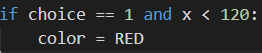 if choice == 1 and x < 120:
    color = RED